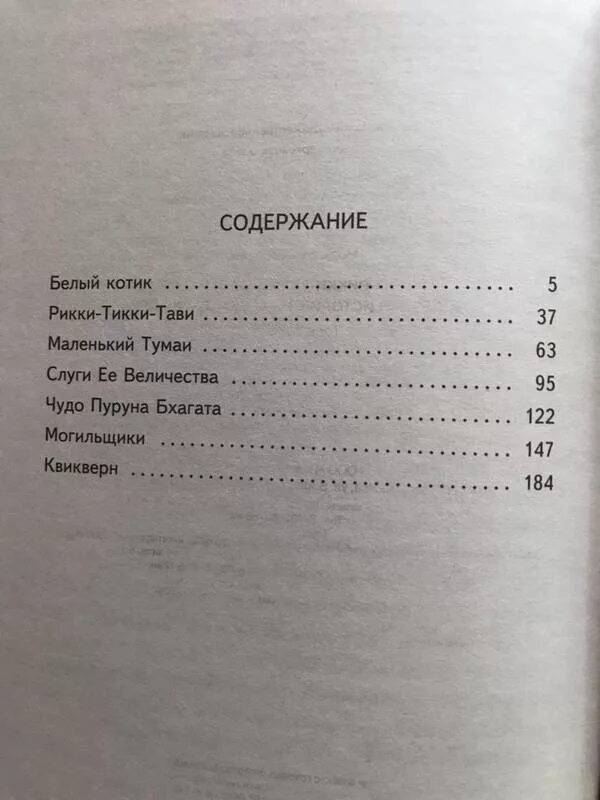 СОДЕРЖАНИЕ
Белый котик .......................................... 5
Рикки-Тикки-Тави .................................. 37
Маленький Тумаи .................................. 63
Слуги Ее Величества .............................. 95
Чудо Пуруна Бхагата .............................. 122
Могильщики ........................................ 147
Квикверн ............................................ 184